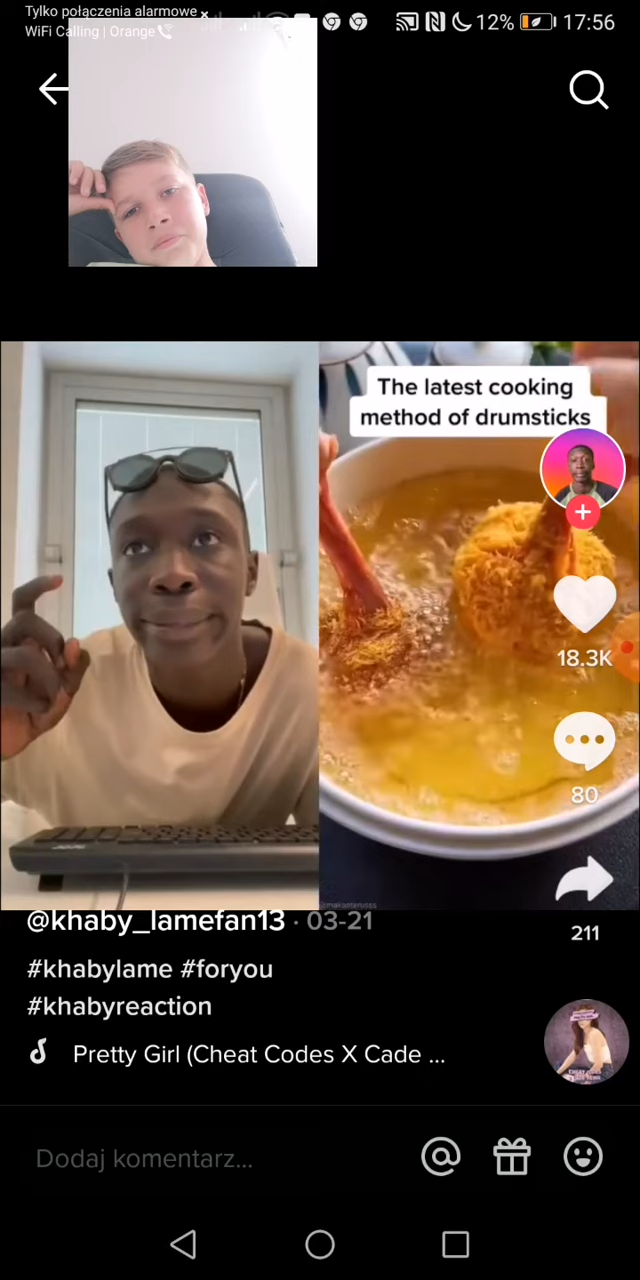 Tylko połączenia alarmowe
WiFi Calling | Orange
12% 17:56
The latest cooking
method of drumsticks
18.3K
80
@khaby_lamefan13 · 03-21
211
#khabylame #foryou
#khabyreaction
Pretty Girl (Cheat Codes X Cade ...
Dodaj komentarz...